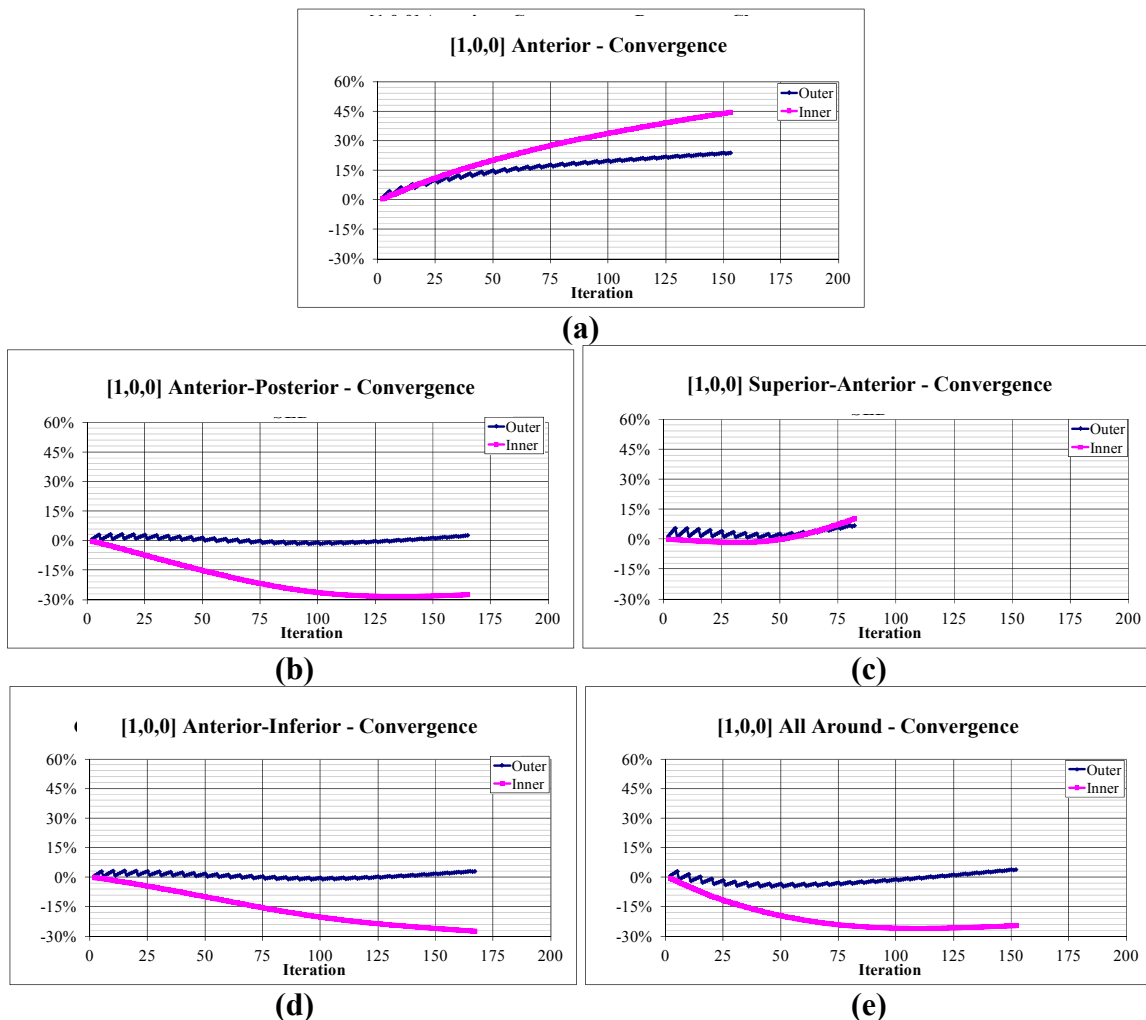 [1,0,0] Anterior - Convergence
60%
45%
30%
15%
0%
-15%
-30%
Outer
Inner
0 25 50 75 100 125 150 175 200
Iteration
(a)
[1,0,0] Anterior-Posterior - Convergence
60%
45%
30%
15%
0%
-15%
-30%
Outer
Inner
0 25 50 75 100 125 150 175 200
Iteration
(b)
[1,0,0] Superior-Anterior - Convergence
60%
45%
30%
15%
0%
-15%
-30%
Outer
Inner
0 25 50 75 100 125 150 175 200
Iteration
(c)
[1,0,0] Anterior-Inferior - Convergence
60%
45%
30%
15%
0%
-15%
-30%
Outer
Inner
0 25 50 75 100 125 150 175 200
Iteration
(d)
[1,0,0] All Around - Convergence
60%
45%
30%
15%
0%
-15%
-30%
Outer
Inner
0 25 50 75 100 125 150 175 200
Iteration
(e)